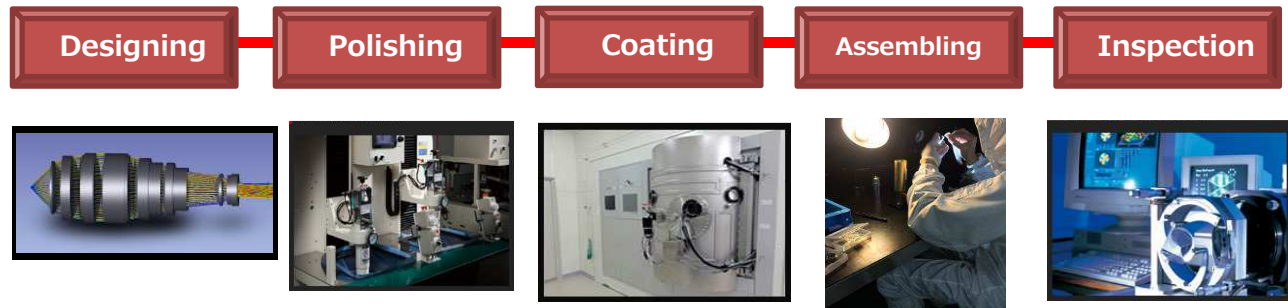 Designing
Polishing
Coating
Assembling
Inspection